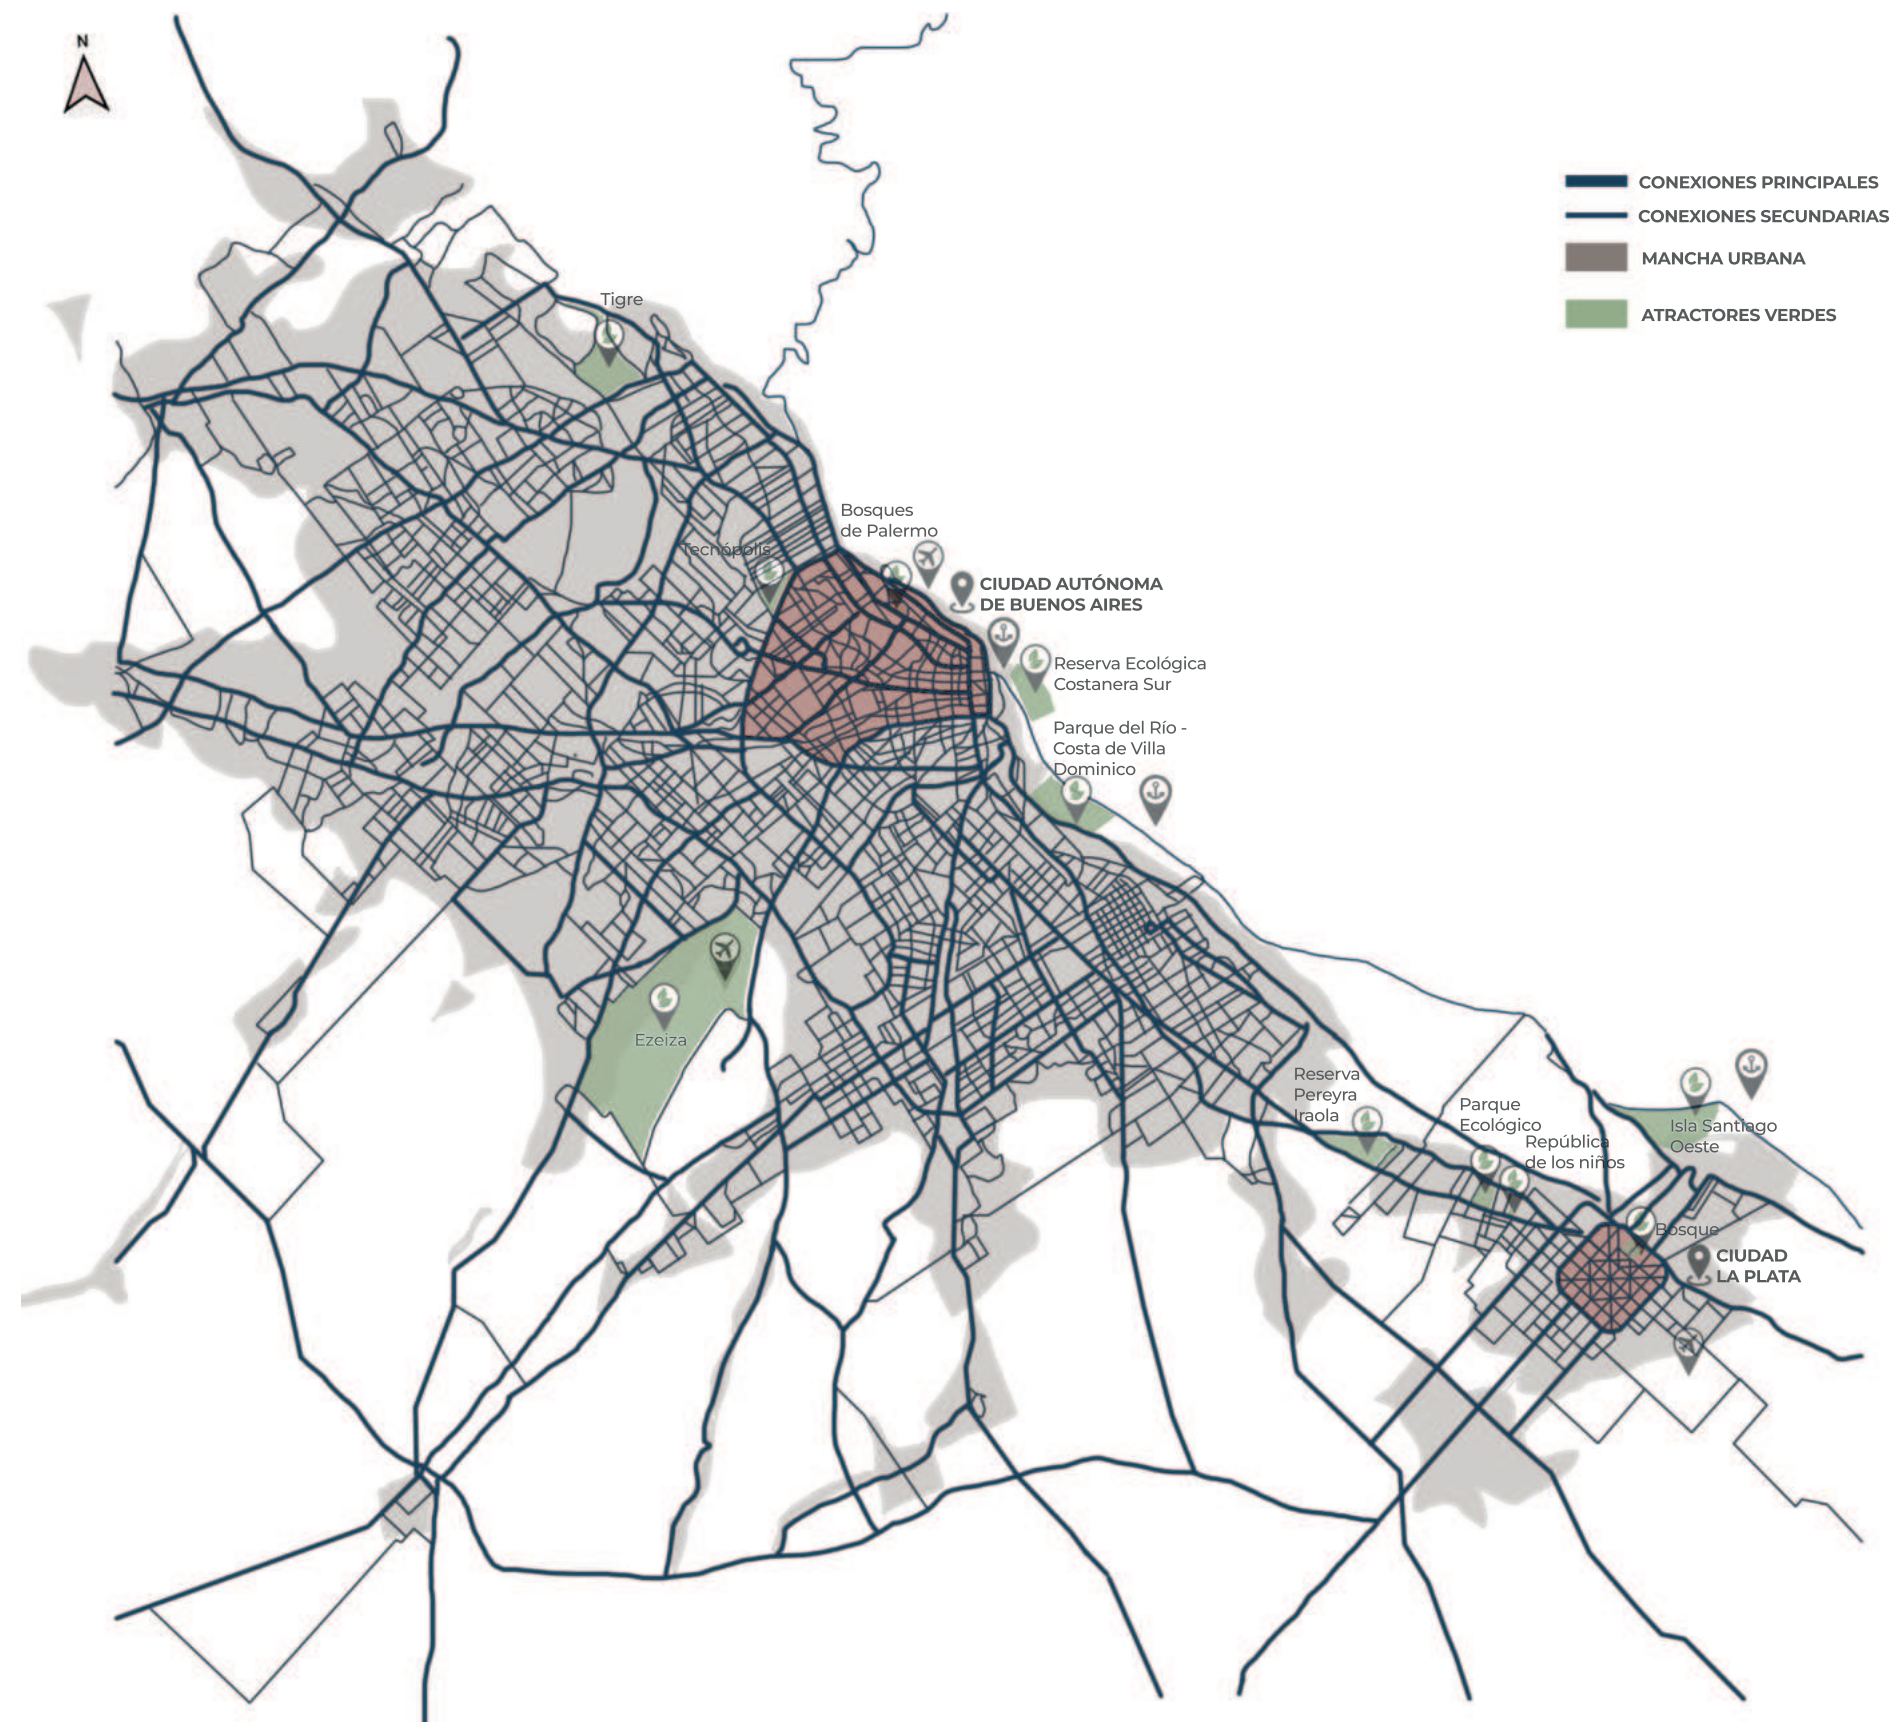 N
CONEXIONES PRINCIPALES
CONEXIONES SECUNDARIAS
MANCHA URBANA
ATRACTORES VERDES
Tigre
Bosques
de Palermo
Tecnópolis
CIUDAD AUTÓNOMA
DE BUENOS AIRES
Reserva Ecológica
Costanera Sur
Parque del Río -
Costa de Villa
Dominico
Ezeiza
Reserva
Pereyra
Iraola
Parque
Ecológico
República
de los niños
Isla Santiago
Oeste
Bosque
CIUDAD
LA PLATA